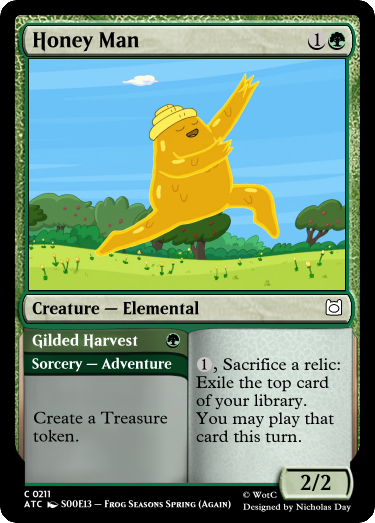 Honey Man 1
Creature — Elemental
Gilded Harvest
Sorcery — Adventure
Create a Treasure
token.
1, Sacrifice a relic:
Exile the top card
of your library.
You may play that
card this turn.
2/2
C 0211
ATC S00E13 – Frog Seasons Spring (Again)
© WotC
Designed by Nicholas Day